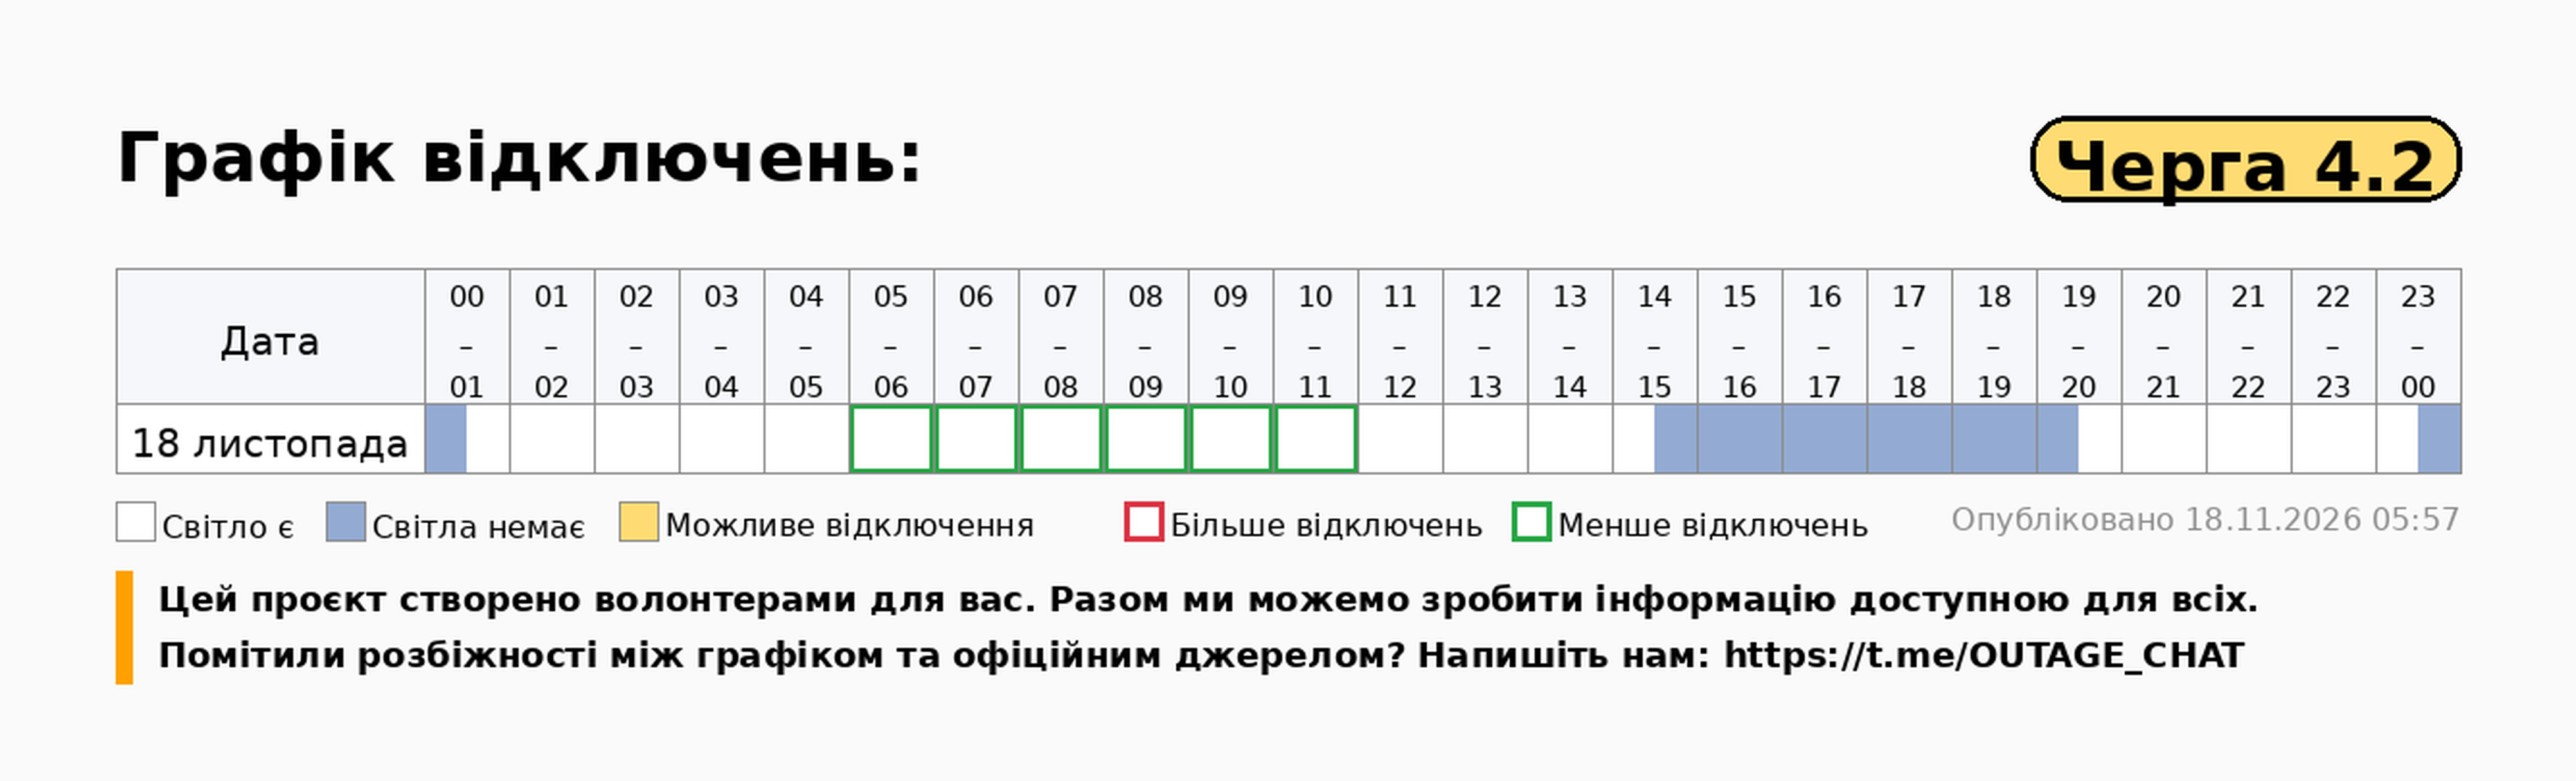 Графік відключень:
Черга 4.2
Дата
00 – 01
01 – 02
02 – 03
03 – 04
04 – 05
05 – 06
06 – 07
07 – 08
08 – 09
09 – 10
10 – 11
11 – 12
12 – 13
13 – 14
14 – 15
15 – 16
16 – 17
17 – 18
18 – 19
19 – 20
20 – 21
21 – 22
22 – 23
23 – 00
18 листопада
Світло є
Світла немає
Можливе відключення
Більше відключень
Менше відключень
Опубліковано 18.11.2026 05:57
Цей проєкт створено волонтерами для вас. Разом ми можемо зробити інформацію доступною для всіх.
Помітили розбіжності між графіком та офіційним джерелом? Напишіть нам: https://t.me/OUTAGE_CHAT